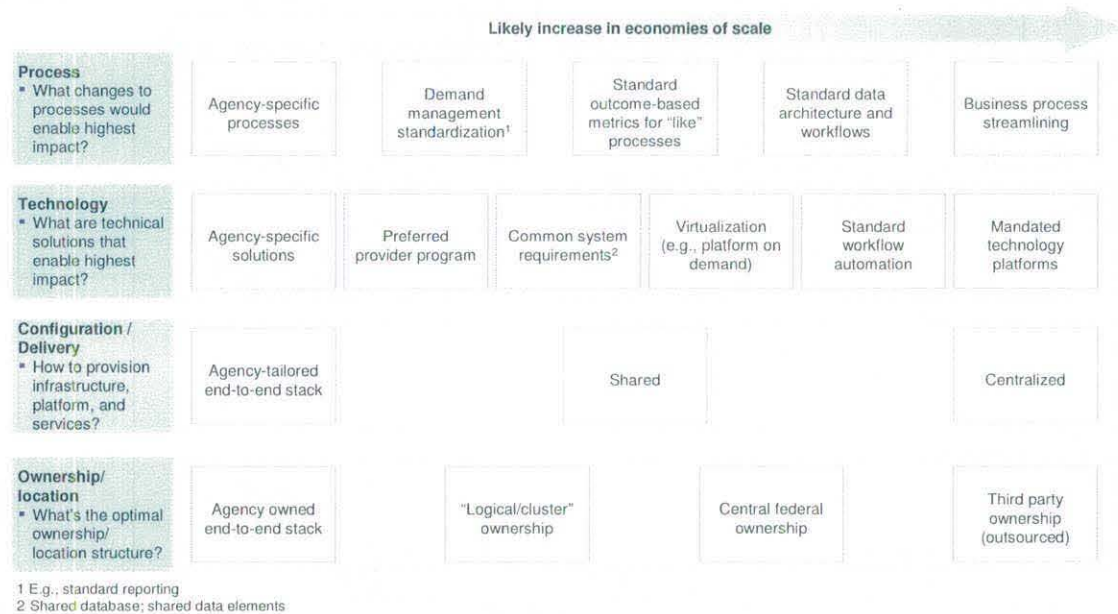 Likely increase in economies of scale
Process
▪ What changes to
processes would
enable highest
impact?
Agency-specific
processes
Demand
management
standardization¹
Standard
outcome-based
metrics for "like"
processes
Standard data
architecture and
workflows
Business process
streamlining
Technology
▪ What are technical
solutions that
enable highest
impact?
Agency-specific
solutions
Preferred
provider program
Common system
requirements²
Virtualization
(e.g., platform on
demand)
Standard
workflow
automation
Mandated
technology
platforms
Configuration /
Delivery
▪ How to provision
infrastructure,
platform, and
services?
Agency-tailored
end-to-end stack
Shared
Centralized
Ownership/
location
▪ What's the optimal
ownership/
location structure?
Agency owned
end-to-end stack
"Logical/cluster"
ownership
Central federal
ownership
Third party
ownership
(outsourced)
1 E.g., standard reporting
2 Shared database; shared data elements